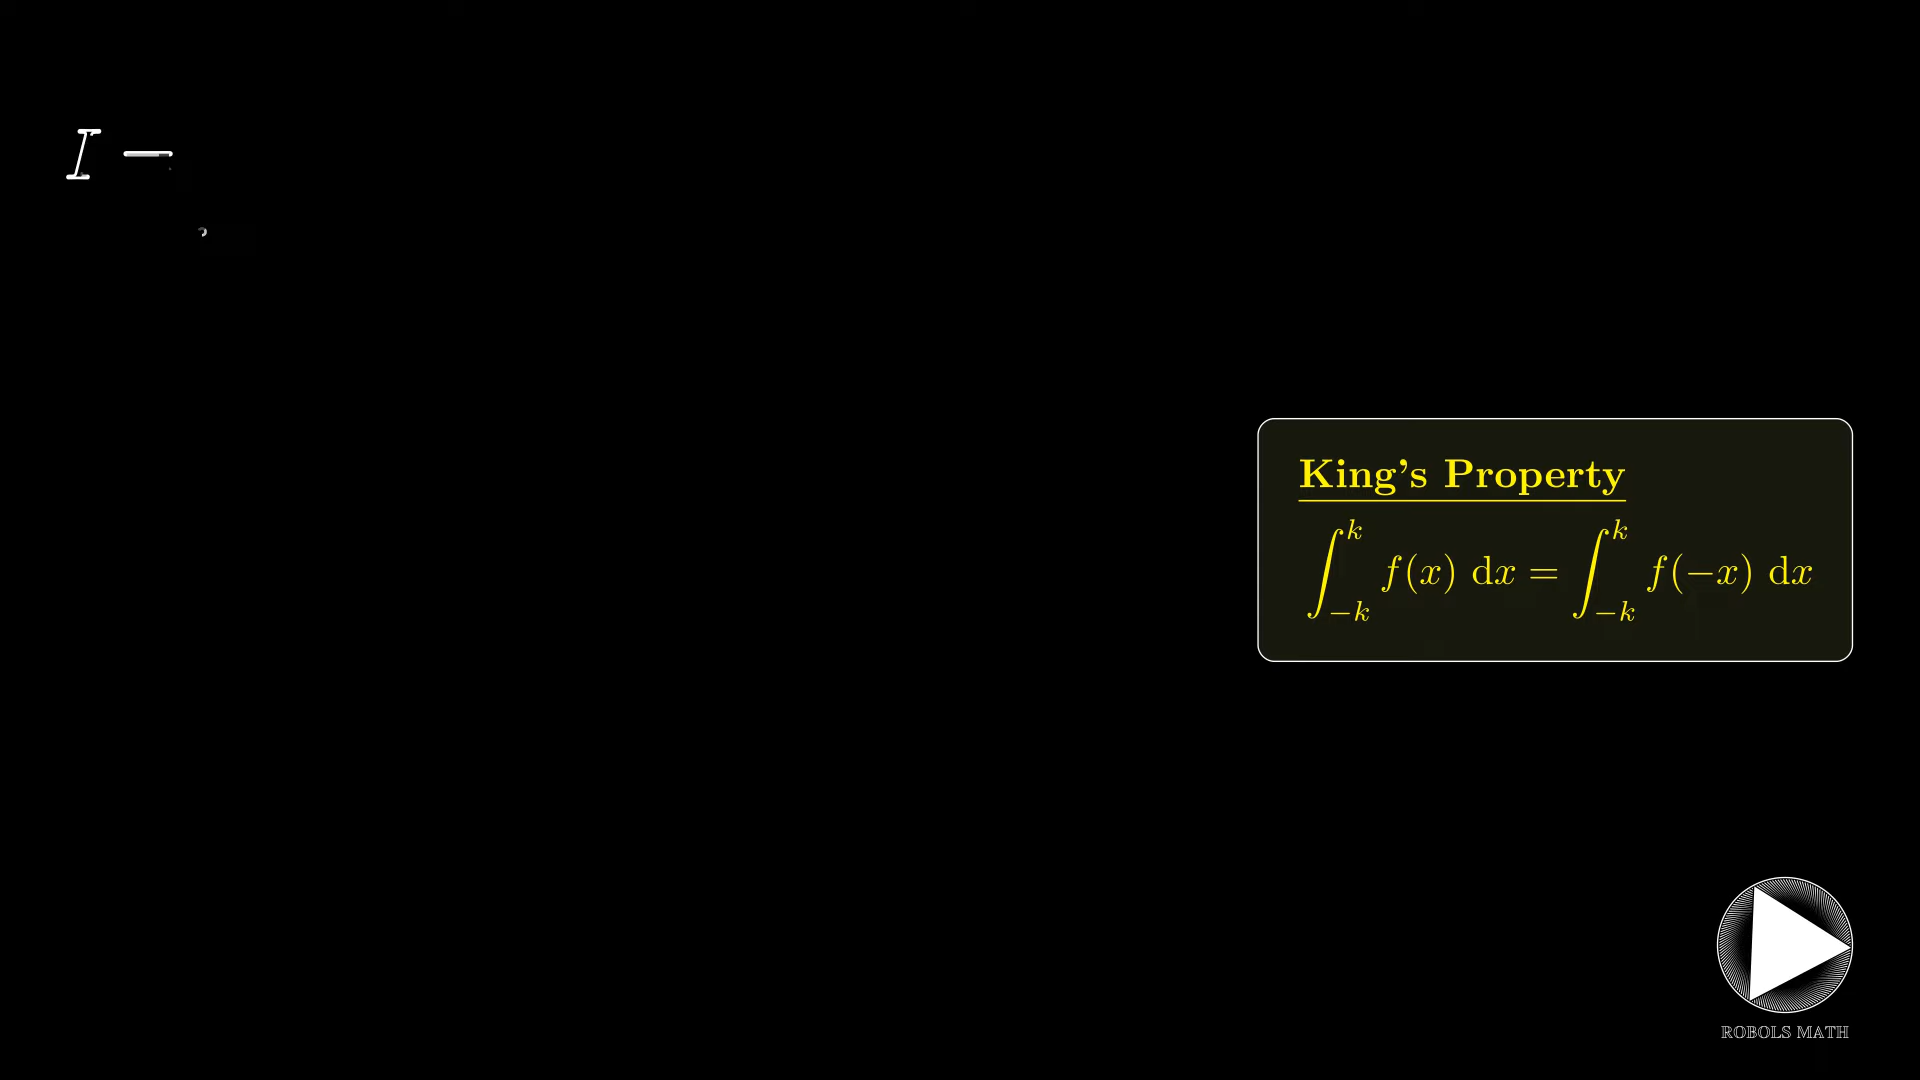 I
King's Property
∫_{-k}^{k} f(x) dx = ∫_{-k}^{k} f(-x) dx
ROBOLS MATH